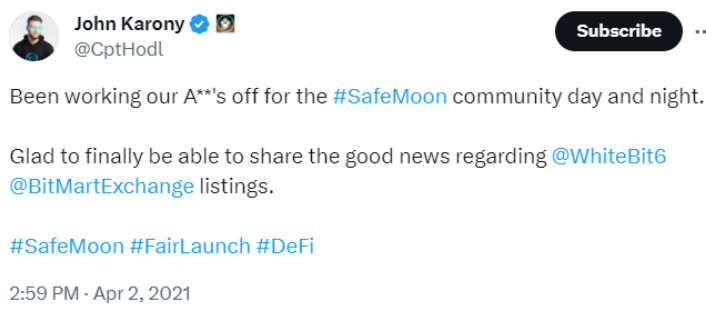 John Karony
@CptHodl
Subscribe
Been working our A**'s off for the #SafeMoon community day and night.
Glad to finally be able to share the good news regarding @WhiteBit6
@BitMartExchange listings.
#SafeMoon #FairLaunch #DeFi
2:59 PM · Apr 2, 2021